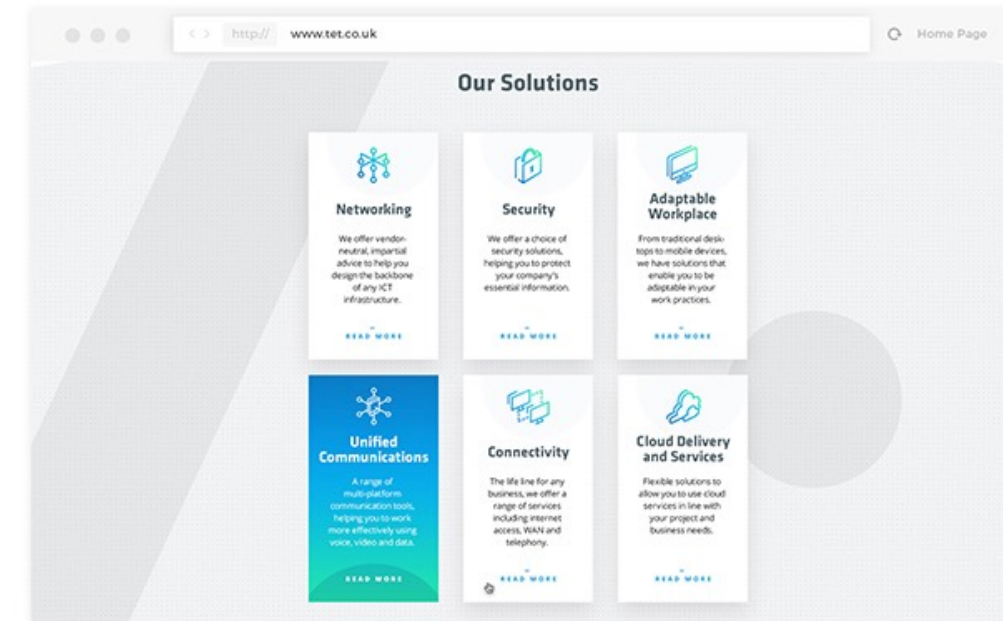 http:// www.tet.co.uk Home Page
Our Solutions
Networking
We offer vendor-
neutral, impartial
advice to help you
design the backbone
of any ICT
infrastructure.
READ MORE
Security
We offer a choice of
security solutions,
helping you to protect
your company's
essential information.
READ MORE
Adaptable
Workplace
From traditional desk-
tops to mobile devices,
we have solutions that
enable you to be
adaptable in your
work practices.
READ MORE
Unified
Communications
A range of
multi-platform
communication tools,
helping you to work
more effectively using
voice, video and data.
READ MORE
Connectivity
The life line for any
business, we offer a
range of services
including internet
access, WAN and
telephony.
READ MORE
Cloud Delivery
and Services
Flexible solutions to
allow you to use cloud
services in line with
your project and
business needs.
READ MORE